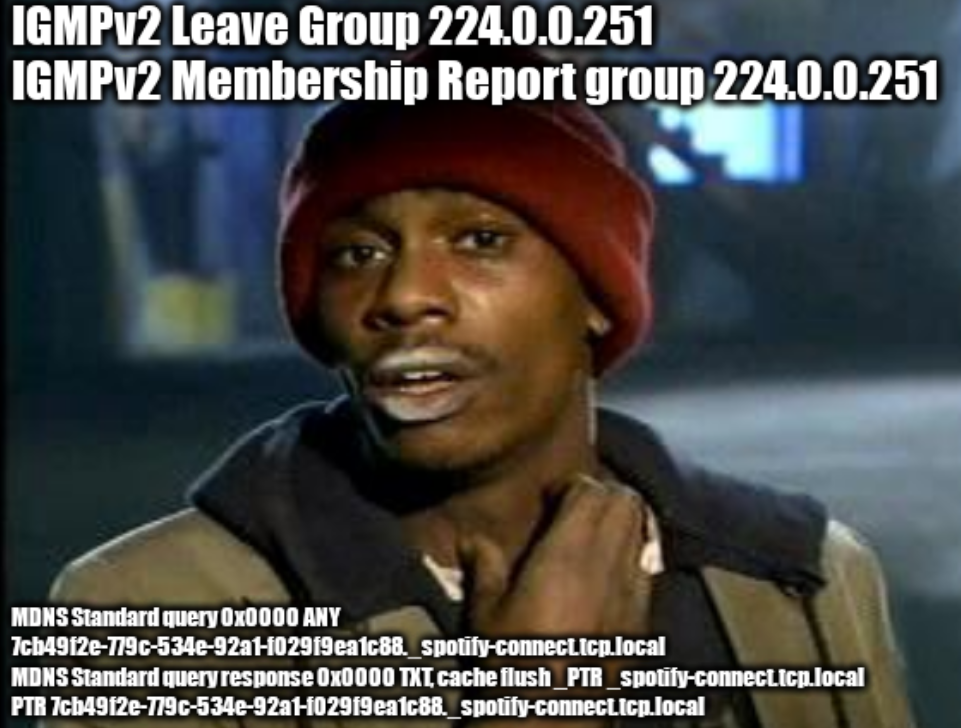 IGMPv2 Leave Group 224.0.0.251
IGMPv2 Membership Report group 224.0.0.251
MDNS Standard query 0x0000 ANY
7cb49f2e-779c-534e-92a1-f029f9ea1c88._spotify-connect.tcp.local
MDNS Standard query response 0x0000 TXT, cache flush _PTR _spotify-connect.tcp.local
PTR 7cb49f2e-779c-534e-92a1-f029f9ea1c88._spotify-connect.tcp.local